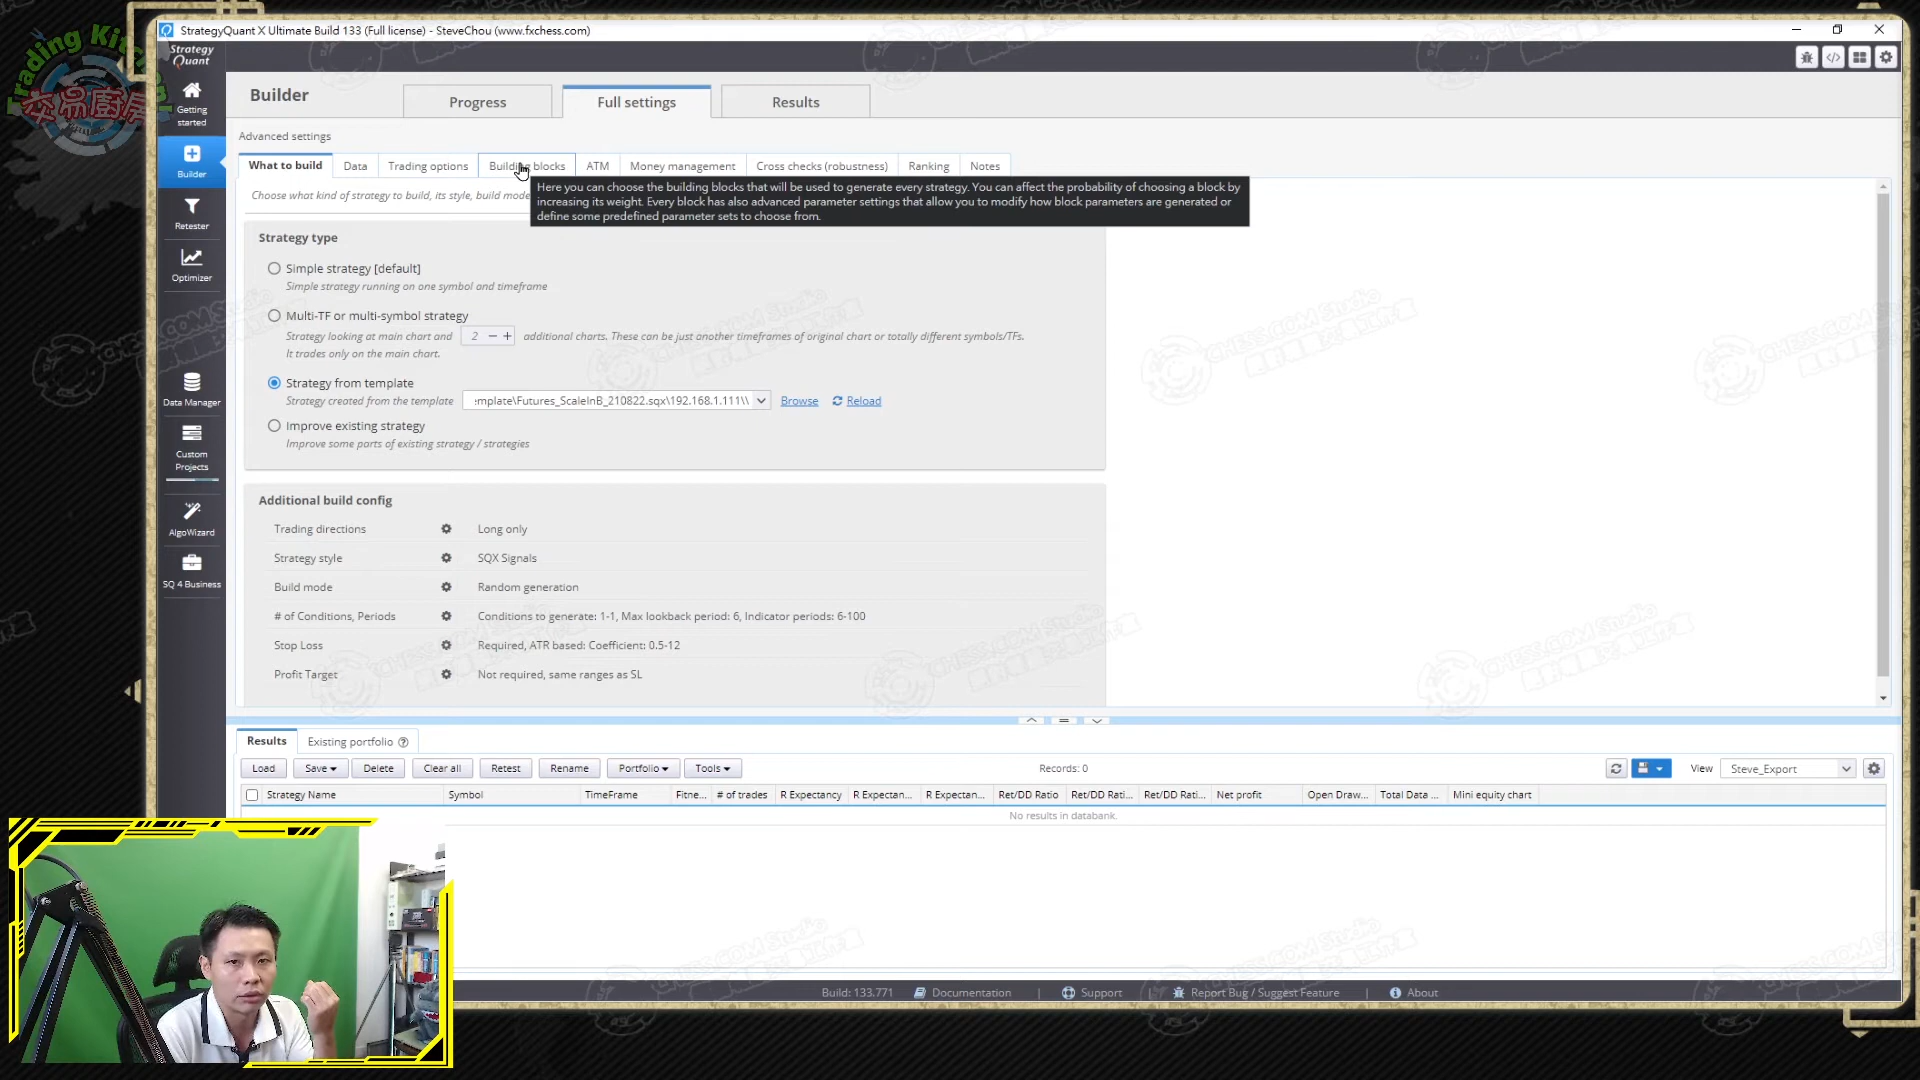 Trading Kitchen
交易廚房
StrategyQuant X Ultimate Build 133 (Full license) - SteveChou (www.fxchess.com)
Strategy
Quant
Getting
started
Builder
Retester
Optimizer
Data Manager
Custom
Projects
AlgoWizard
SQ 4 Business
Builder
Progress
Full settings
Results
Advanced settings
What to build
Data
Trading options
Building blocks
ATM
Money management
Cross checks (robustness)
Ranking
Notes
Choose what kind of strategy to build, its style, build mode
Here you can choose the building blocks that will be used to generate every strategy. You can affect the probability of choosing a block by
increasing its weight. Every block has also advanced parameter settings that allow you to modify how block parameters are generated or
define some predefined parameter sets to choose from.
Strategy type
Simple strategy [default]
Simple strategy running on one symbol and timeframe
Multi-TF or multi-symbol strategy
Strategy looking at main chart and 2 − + additional charts. These can be just another timeframes of original chart or totally different symbols/TFs.
It trades only on the main chart.
Strategy from template
Strategy created from the template :mplate\Futures_ScaleInB_210822.sqx\192.168.1.111\\ Browse Reload
Improve existing strategy
Improve some parts of existing strategy / strategies
Additional build config
Trading directions Long only
Strategy style SQX Signals
Build mode Random generation
# of Conditions, Periods Conditions to generate: 1-1, Max lookback period: 6, Indicator periods: 6-100
Stop Loss Required, ATR based: Coefficient: 0.5-12
Profit Target Not required, same ranges as SL
Results
Existing portfolio
Load
Save
Delete
Clear all
Retest
Rename
Portfolio
Tools
Records: 0
View
Steve_Export
Strategy Name
Symbol
TimeFrame
Fitne...
# of trades
R Expectancy
R Expectan...
R Expectan...
Ret/DD Ratio
Ret/DD Rati...
Ret/DD Rati...
Net profit
Open Draw...
Total Data ...
Mini equity chart
No results in databank.
Build: 133.771
Documentation
Support
Report Bug / Suggest Feature
About